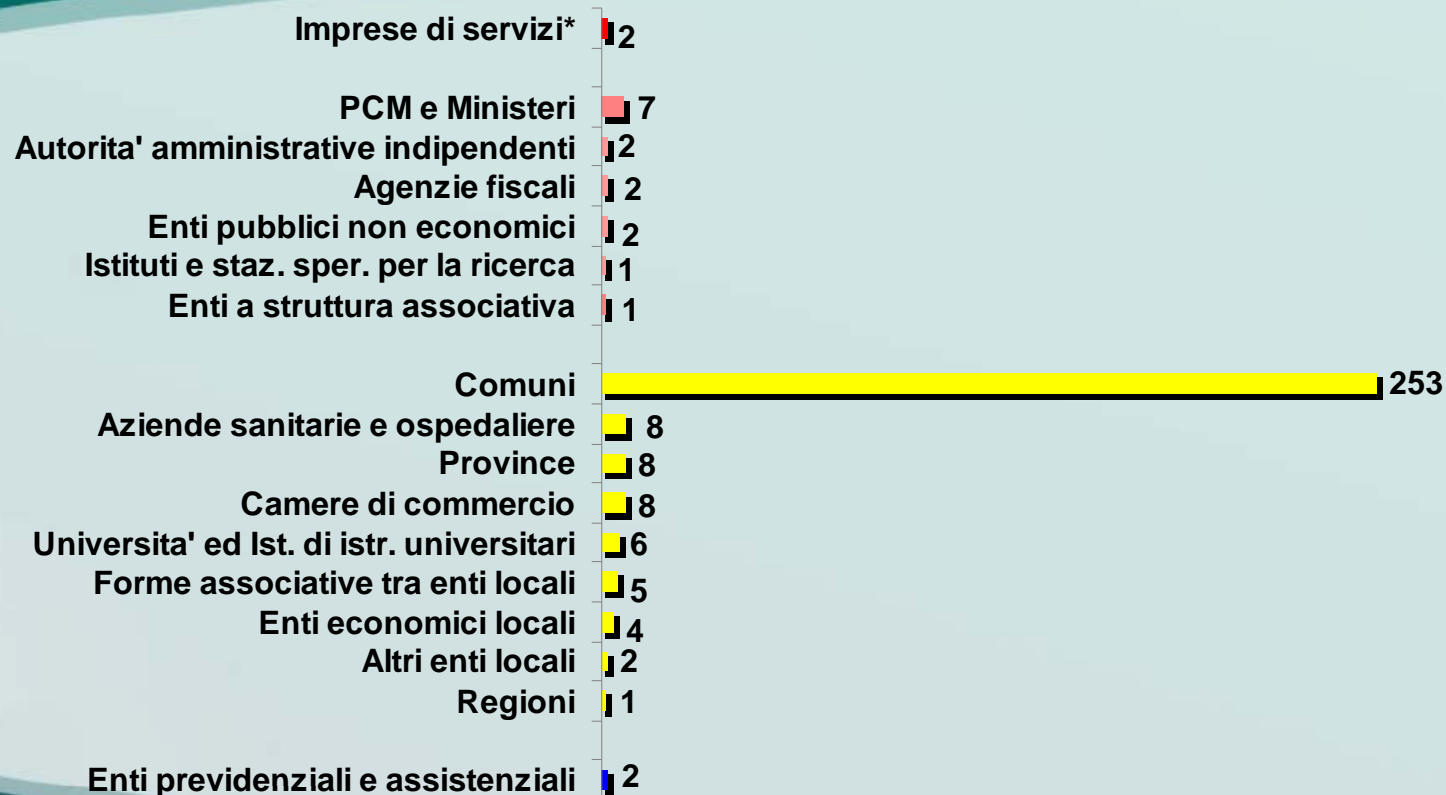 Imprese di servizi* 2
PCM e Ministeri 7
Autorita' amministrative indipendenti 2
Agenzie fiscali 2
Enti pubblici non economici 2
Istituti e staz. sper. per la ricerca 1
Enti a struttura associativa 1
Comuni 253
Aziende sanitarie e ospedaliere 8
Province 8
Camere di commercio 8
Universita' ed Ist. di istr. universitari 6
Forme associative tra enti locali 5
Enti economici locali 4
Altri enti locali 2
Regioni 1
Enti previdenziali e assistenziali 2